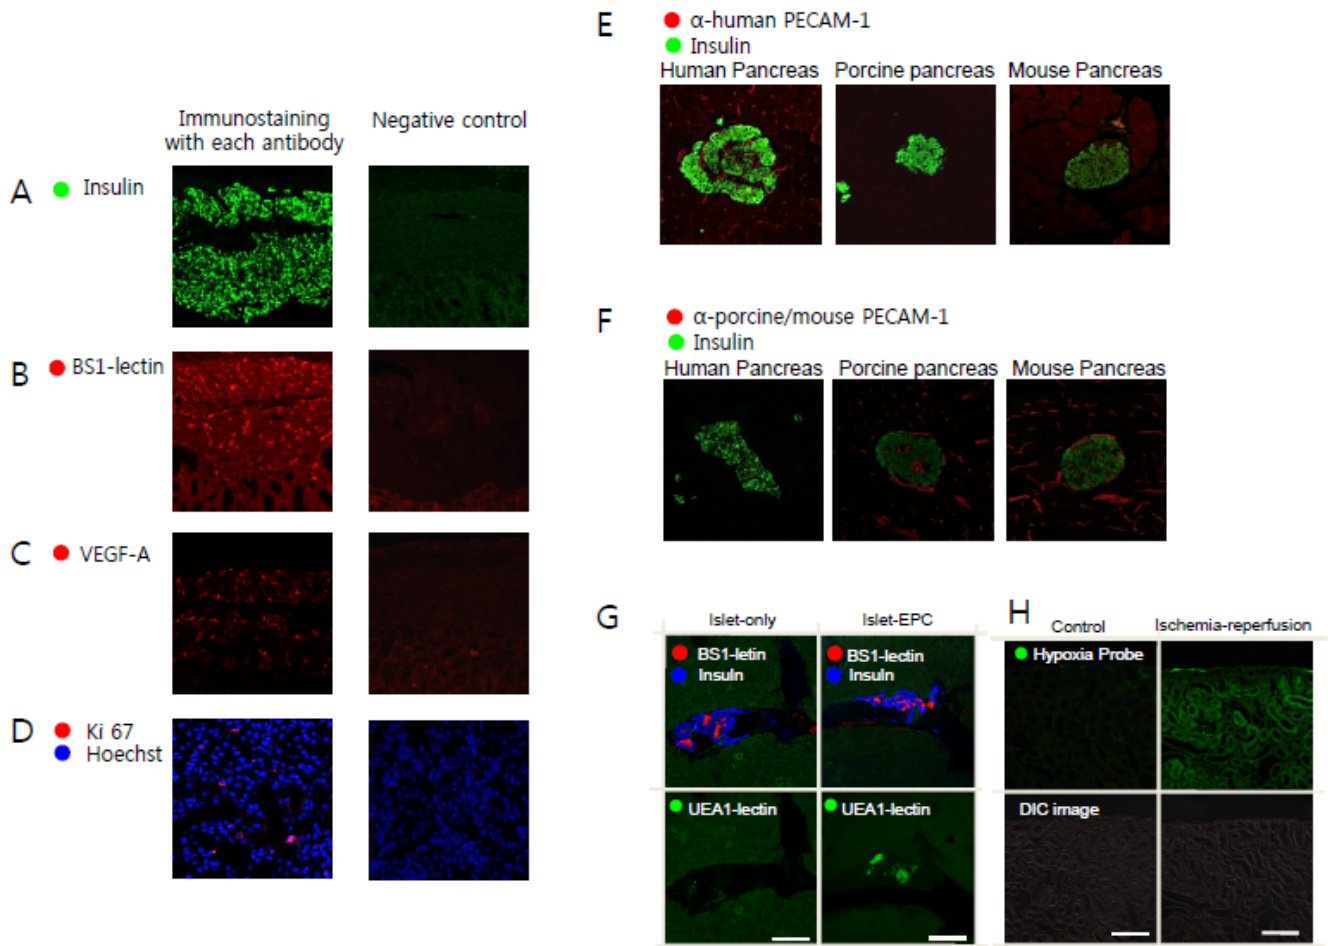 Immunostaining
with each antibody
Negative control
A
Insulin
B
BS1-lectin
C
VEGF-A
D
Ki 67
Hoechst
E
α-human PECAM-1
Insulin
Human Pancreas
Porcine pancreas
Mouse Pancreas
F
α-porcine/mouse PECAM-1
Insulin
Human Pancreas
Porcine pancreas
Mouse Pancreas
G
Islet-only
Islet-EPC
BS1-letin
Insuln
BS1-lectin
Insuln
UEA1-lectin
UEA1-lectin
H
Control
Ischemia-reperfusion
Hypoxia Probe
DIC image